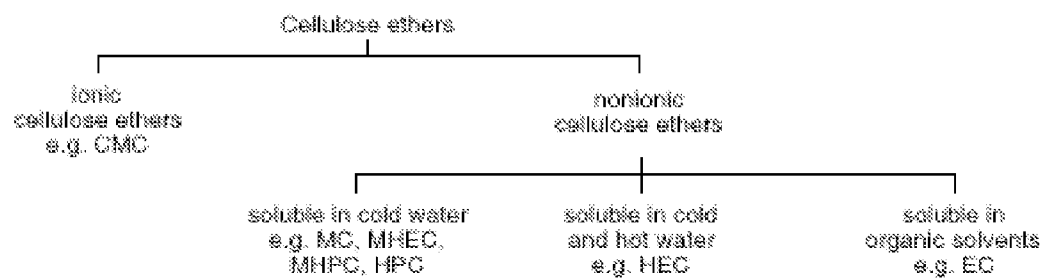 Cellulose ethers
ionic
cellulose ethers
e.g. CMC
nonionic
cellulose ethers
soluble in cold water
e.g. MC, MHEC,
MHPC, HPC
soluble in cold
and hot water
e.g. HEC
soluble in
organic solvents
e.g. EC